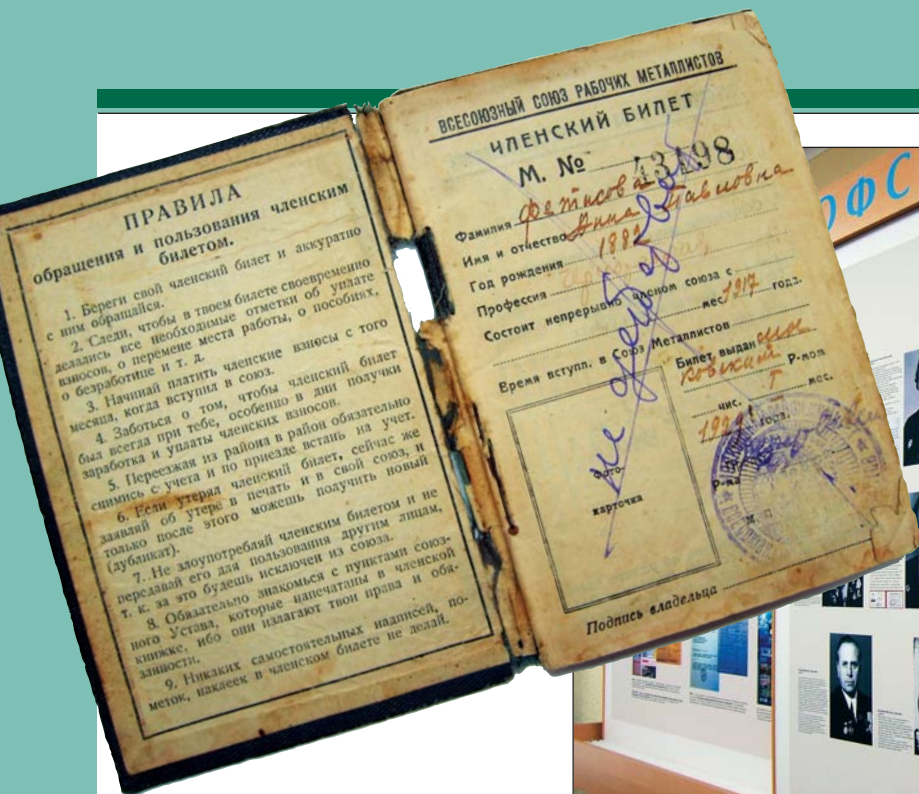 ПРАВИЛА
обращения и пользования членским
билетом.
1. Береги свой членский билет и аккуратно
с ним обращайся.
2. Следи, чтобы в твоем билете своевременно
делались все необходимые отметки об уплате
взносов, о перемене места работы, о пособиях,
о безработице и т. д.
3. Начинай платить членские взносы с того
месяца, когда вступил в союз.
4. Заботься о том, чтобы членский билет
был всегда при тебе, особенно в дни получки
заработка и уплаты членских взносов.
5. Переезжая из района в район обязательно
снимись с учета и по приезде встань на учет.
6. Если утерял членский билет, сейчас же
заявляй об утере в печать и в свой союз, и
только после этого можешь получить новый
(дубликат).
7. Не злоупотребляй членским билетом и не
передавай его для пользования другим лицам,
т. к. за это будешь исключен из союза.
8. Обязательно знакомься с пунктами союз-
ного Устава, которые напечатаны в членской
книжке, ибо они излагают твои права и обя-
занности.
9. Никаких самостоятельных надписей, по-
меток, наклеек в членском билете не делай.
ВСЕСОЮЗНЫЙ СОЮЗ РАБОЧИХ МЕТАЛЛИСТОВ
ЧЛЕНСКИЙ БИЛЕТ
М. № 43498
Фамилия Фетисова
Имя и отчество Анна Павловна
Год рождения 1882
Профессия
Состоит непрерывно членом союза с
мес. 1917 года.
Время вступл. в Союз Металлистов
Билет выдан
Р-ком
чис. мес.
года.
фото-
карточка
Подпись владельца
ОФС